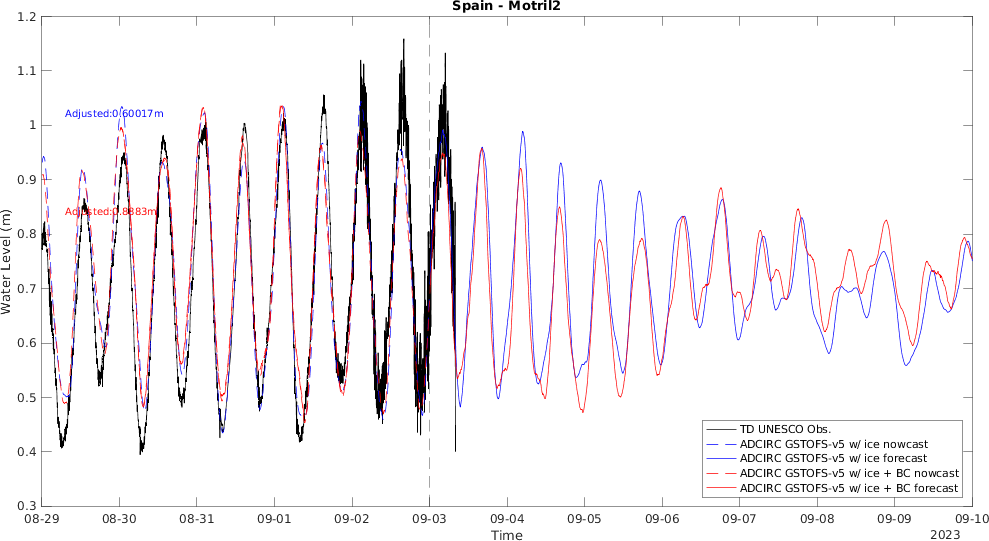 Spain - Motril2
1.2
1.1
1
0.9
0.8
0.7
0.6
0.5
0.4
0.3
Water Level (m)
Adjusted:0.60017m
Adjusted:0.8383m
TD UNESCO Obs.
ADCIRC GSTOFS-v5 w/ ice nowcast
ADCIRC GSTOFS-v5 w/ ice forecast
ADCIRC GSTOFS-v5 w/ ice + BC nowcast
ADCIRC GSTOFS-v5 w/ ice + BC forecast
08-29 08-30 08-31 09-01 09-02 09-03 09-04 09-05 09-06 09-07 09-08 09-09 09-10
Time
2023